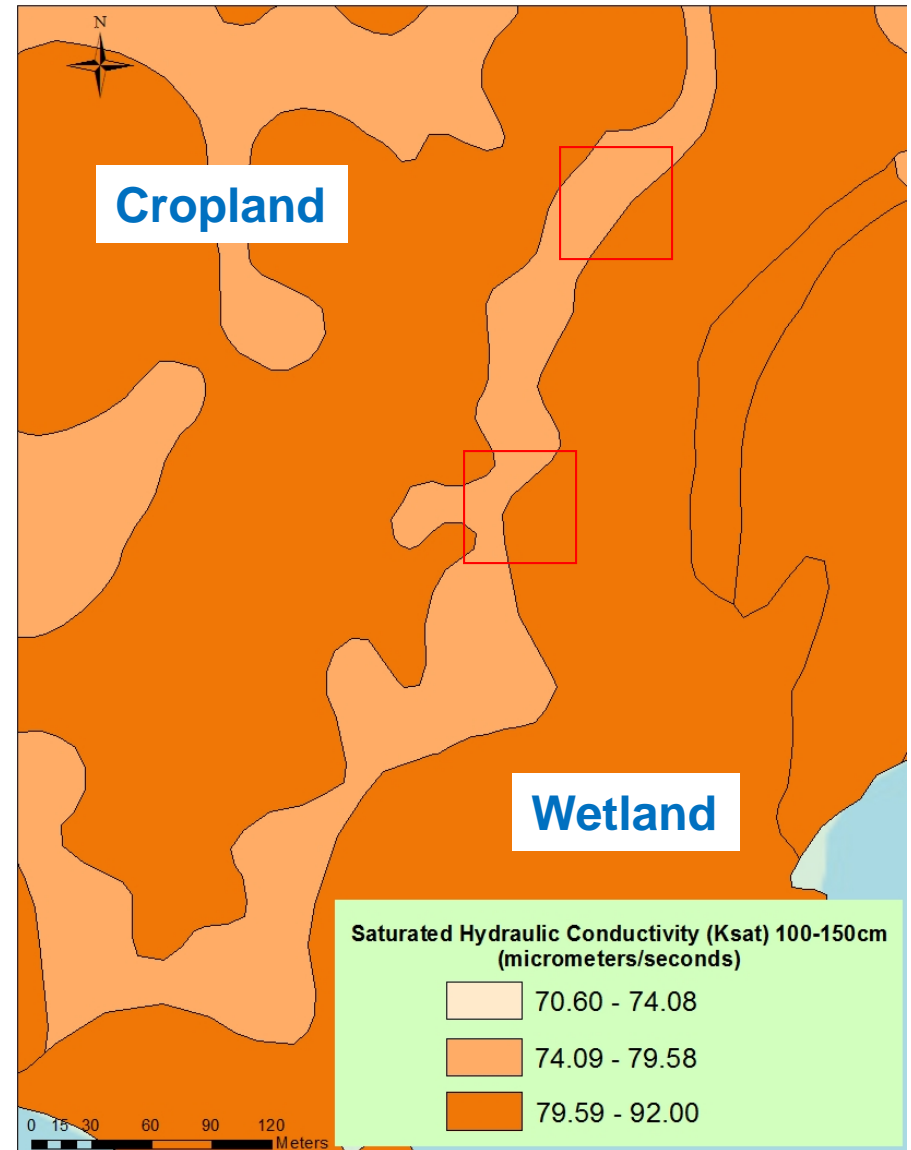 N
Cropland
Wetland
Saturated Hydraulic Conductivity (Ksat) 100-150cm
(micrometers/seconds)
70.60 - 74.08
74.09 - 79.58
79.59 - 92.00
0 15 30 60 90 120
Meters